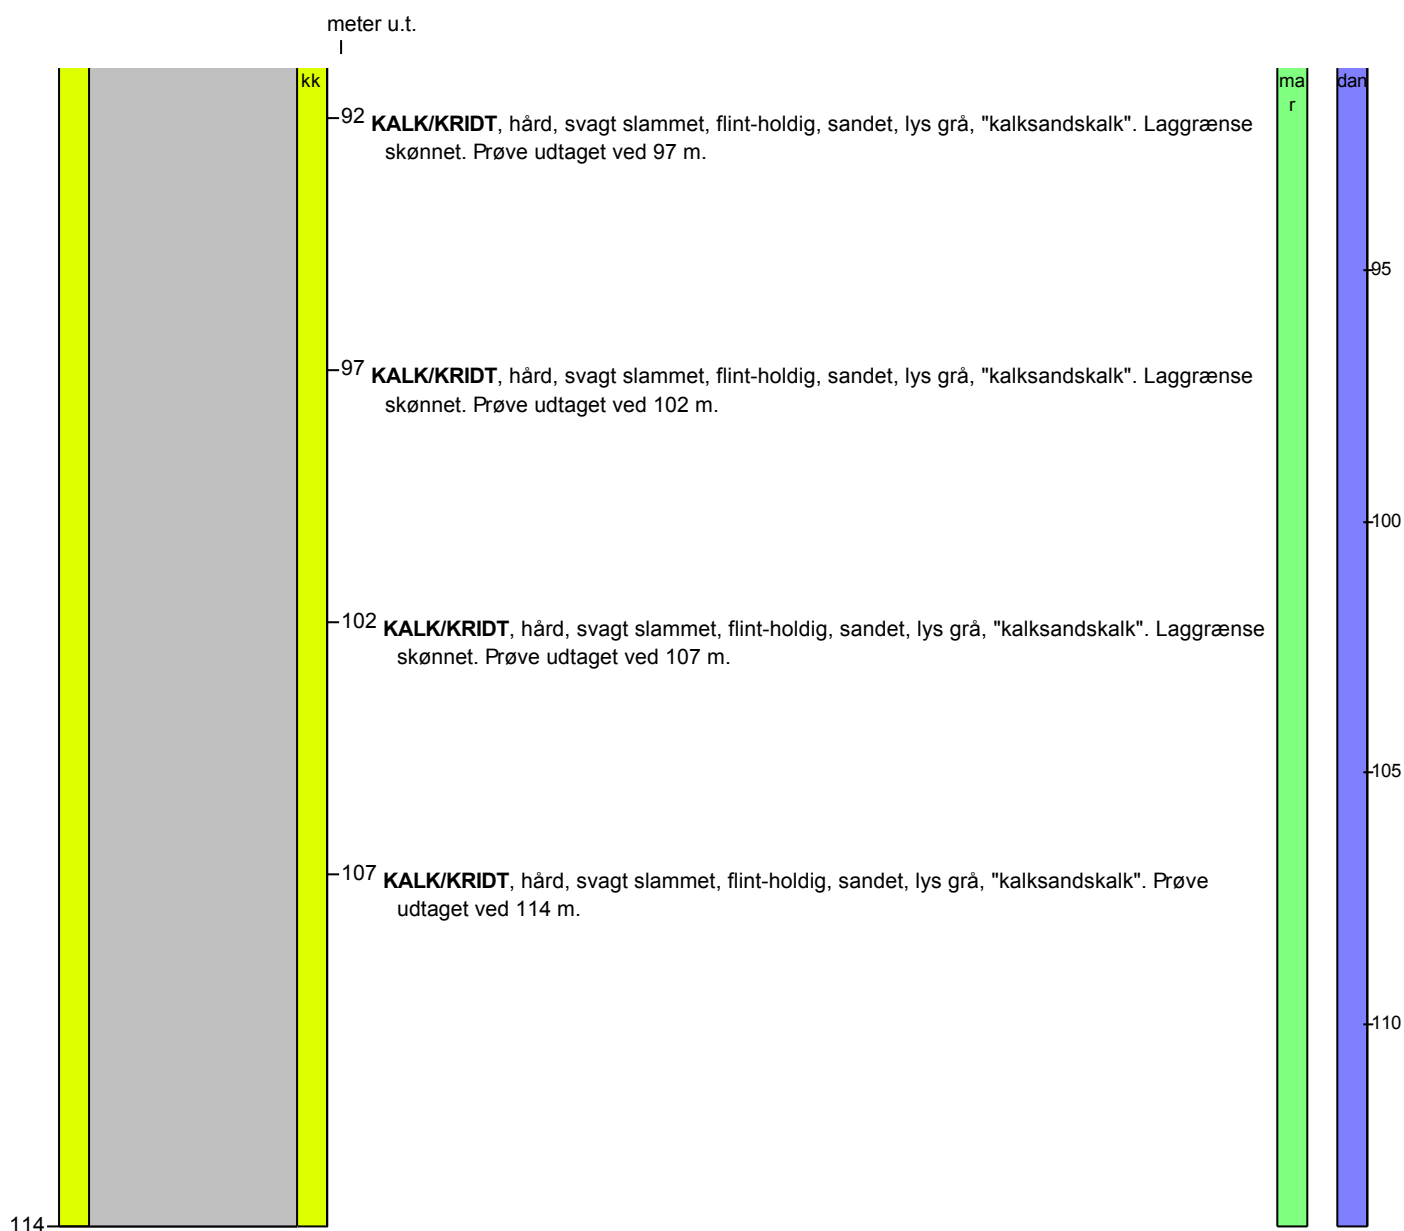 meter u.t.
kk
ma
r
dan
92 KALK/KRIDT, hård, svagt slammet, flint-holdig, sandet, lys grå, "kalksandskalk". Laggrænse
skønnet. Prøve udtaget ved 97 m.
95
97 KALK/KRIDT, hård, svagt slammet, flint-holdig, sandet, lys grå, "kalksandskalk". Laggrænse
skønnet. Prøve udtaget ved 102 m.
100
102 KALK/KRIDT, hård, svagt slammet, flint-holdig, sandet, lys grå, "kalksandskalk". Laggrænse
skønnet. Prøve udtaget ved 107 m.
105
107 KALK/KRIDT, hård, svagt slammet, flint-holdig, sandet, lys grå, "kalksandskalk". Prøve
udtaget ved 114 m.
110
114